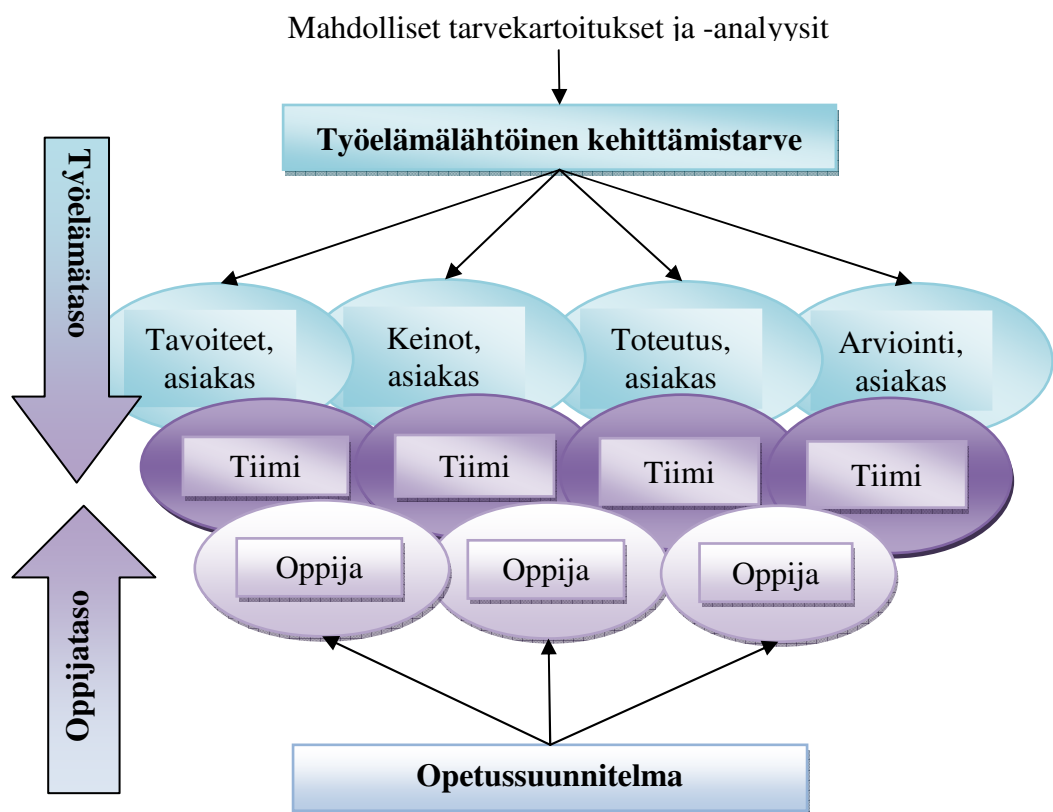 Mahdolliset tarvekartoitukset ja -analyysit
Työelämälähtöinen kehittämistarve
Työelämätaso
Tavoiteet,
asiakas
Keinot,
asiakas
Toteutus,
asiakas
Arviointi,
asiakas
Tiimi
Tiimi
Tiimi
Tiimi
Oppijataso
Oppija
Oppija
Oppija
Opetussuunnitelma